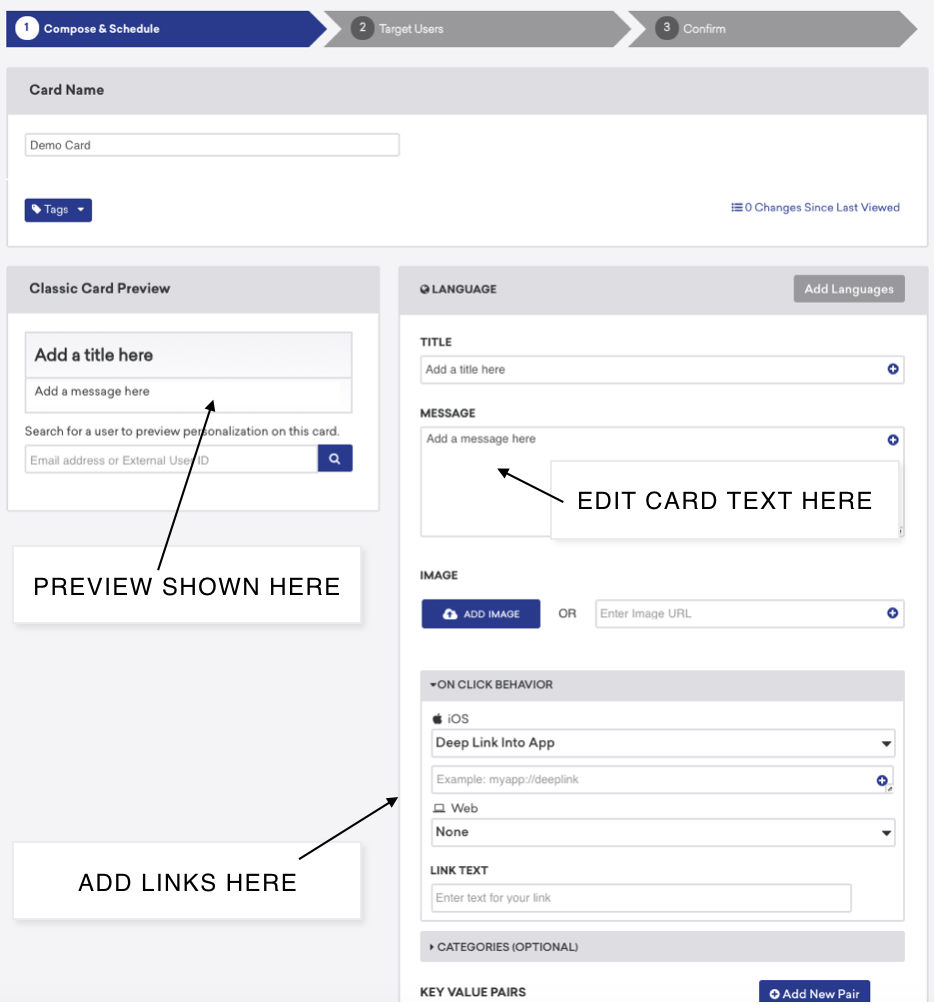 1 Compose & Schedule
2 Target Users
3 Confirm
Card Name
Demo Card
Tags
0 Changes Since Last Viewed
Classic Card Preview
Add a title here
Add a message here
Search for a user to preview personalization on this card.
Email address or External User ID
PREVIEW SHOWN HERE
ADD LINKS HERE
LANGUAGE
Add Languages
TITLE
Add a title here
MESSAGE
Add a message here
EDIT CARD TEXT HERE
IMAGE
ADD IMAGE
OR
Enter Image URL
ON CLICK BEHAVIOR
iOS
Deep Link Into App
Example: myapp://deeplink
Web
None
LINK TEXT
Enter text for your link
CATEGORIES (OPTIONAL)
KEY VALUE PAIRS
Add New Pair